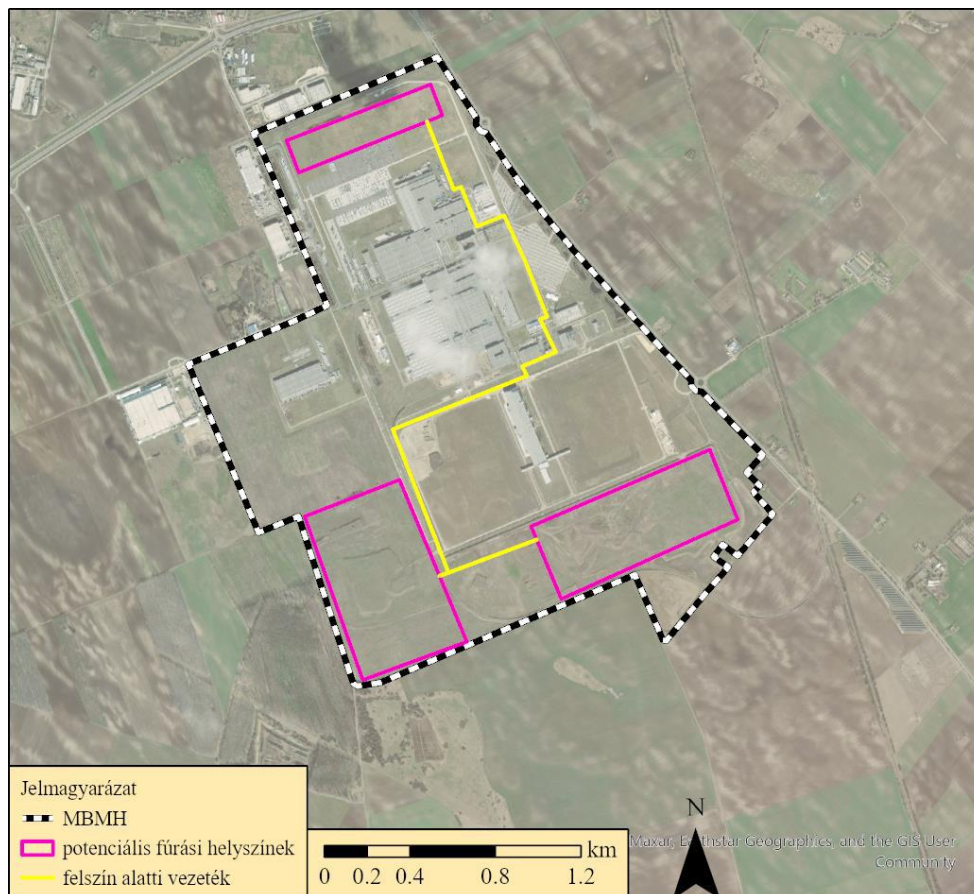 Jelmagyarázat
MBMH
potenciális fúrási helyszínek
felszín alatti vezeték
km
0 0.2 0.4 0.8 1.2
N
Maxar, Earthstar Geographics, and the GIS User
Community